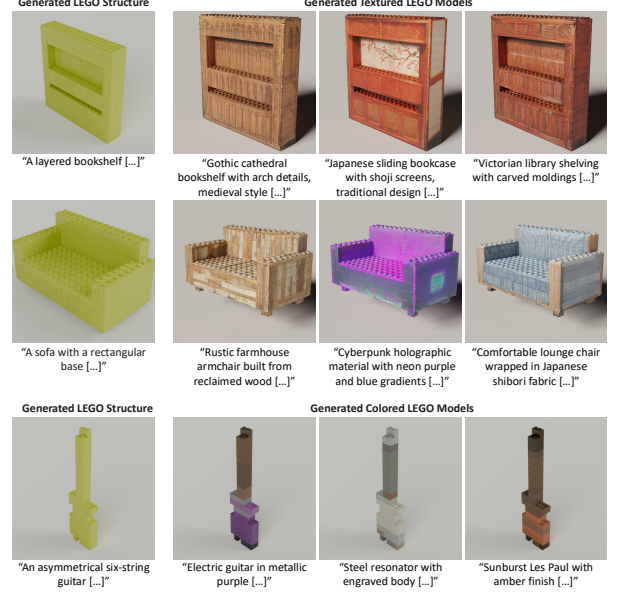 Generated LEGO Structure
Generated Textured LEGO Models
“A layered bookshelf [...]”
“Gothic cathedral
bookshelf with arch details,
medieval style [...]”
“Japanese sliding bookcase
with shoji screens,
traditional design [...]”
“Victorian library shelving
with carved moldings [...]”
“A sofa with a rectangular
base [...]”
“Rustic farmhouse
armchair built from
reclaimed wood [...]”
“Cyberpunk holographic
material with neon purple
and blue gradients [...]”
“Comfortable lounge chair
wrapped in Japanese
shibori fabric [...]”
Generated LEGO Structure
Generated Colored LEGO Models
“An asymmetrical six-string
guitar [...]”
“Electric guitar in metallic
purple [...]”
“Steel resonator with
engraved body [...]”
“Sunburst Les Paul with
amber finish [...]”